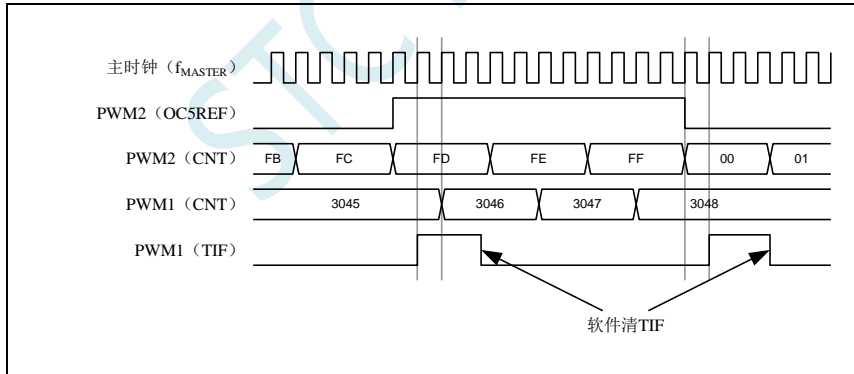 主时钟（fMASTER）
PWM2（OC5REF）
PWM2（CNT） FB FC FD FE FF 00 01
PWM1（CNT） 3045 3046 3047 3048
PWM1（TIF）
软件清TIF